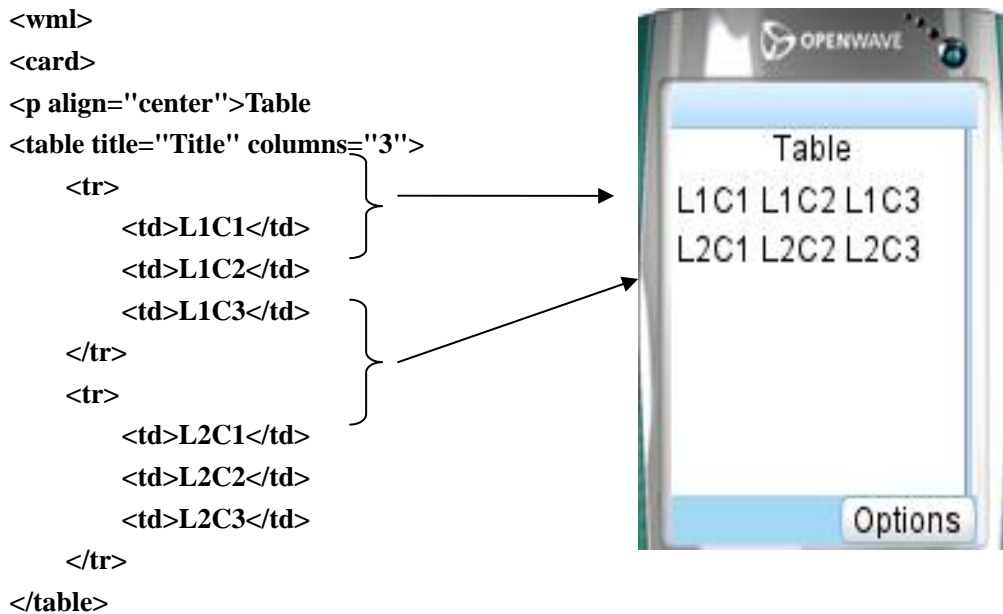 <wml>
<card>
<p align="center">Table
<table title="Title" columns="3">
<tr>
<td>L1C1</td>
<td>L1C2</td>
<td>L1C3</td>
</tr>
<tr>
<td>L2C1</td>
<td>L2C2</td>
<td>L2C3</td>
</tr>
</table>
OPENWAVE
Table
L1C1 L1C2 L1C3
L2C1 L2C2 L2C3
Options